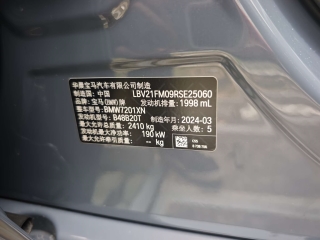 华晨宝马汽车有限公司制造
制造国:中国 LBV21FM09RSE25060
品牌:宝马(BMW)牌 发动机排量:1998 mL
整车型号:BMW7201XN
发动机型号:B48B20T 制造年月:2024-03
最大允许总质量:2410 kg 乘坐人数:5
发动机最大净功率:190 kW
最大允许牵引质量:-- kg